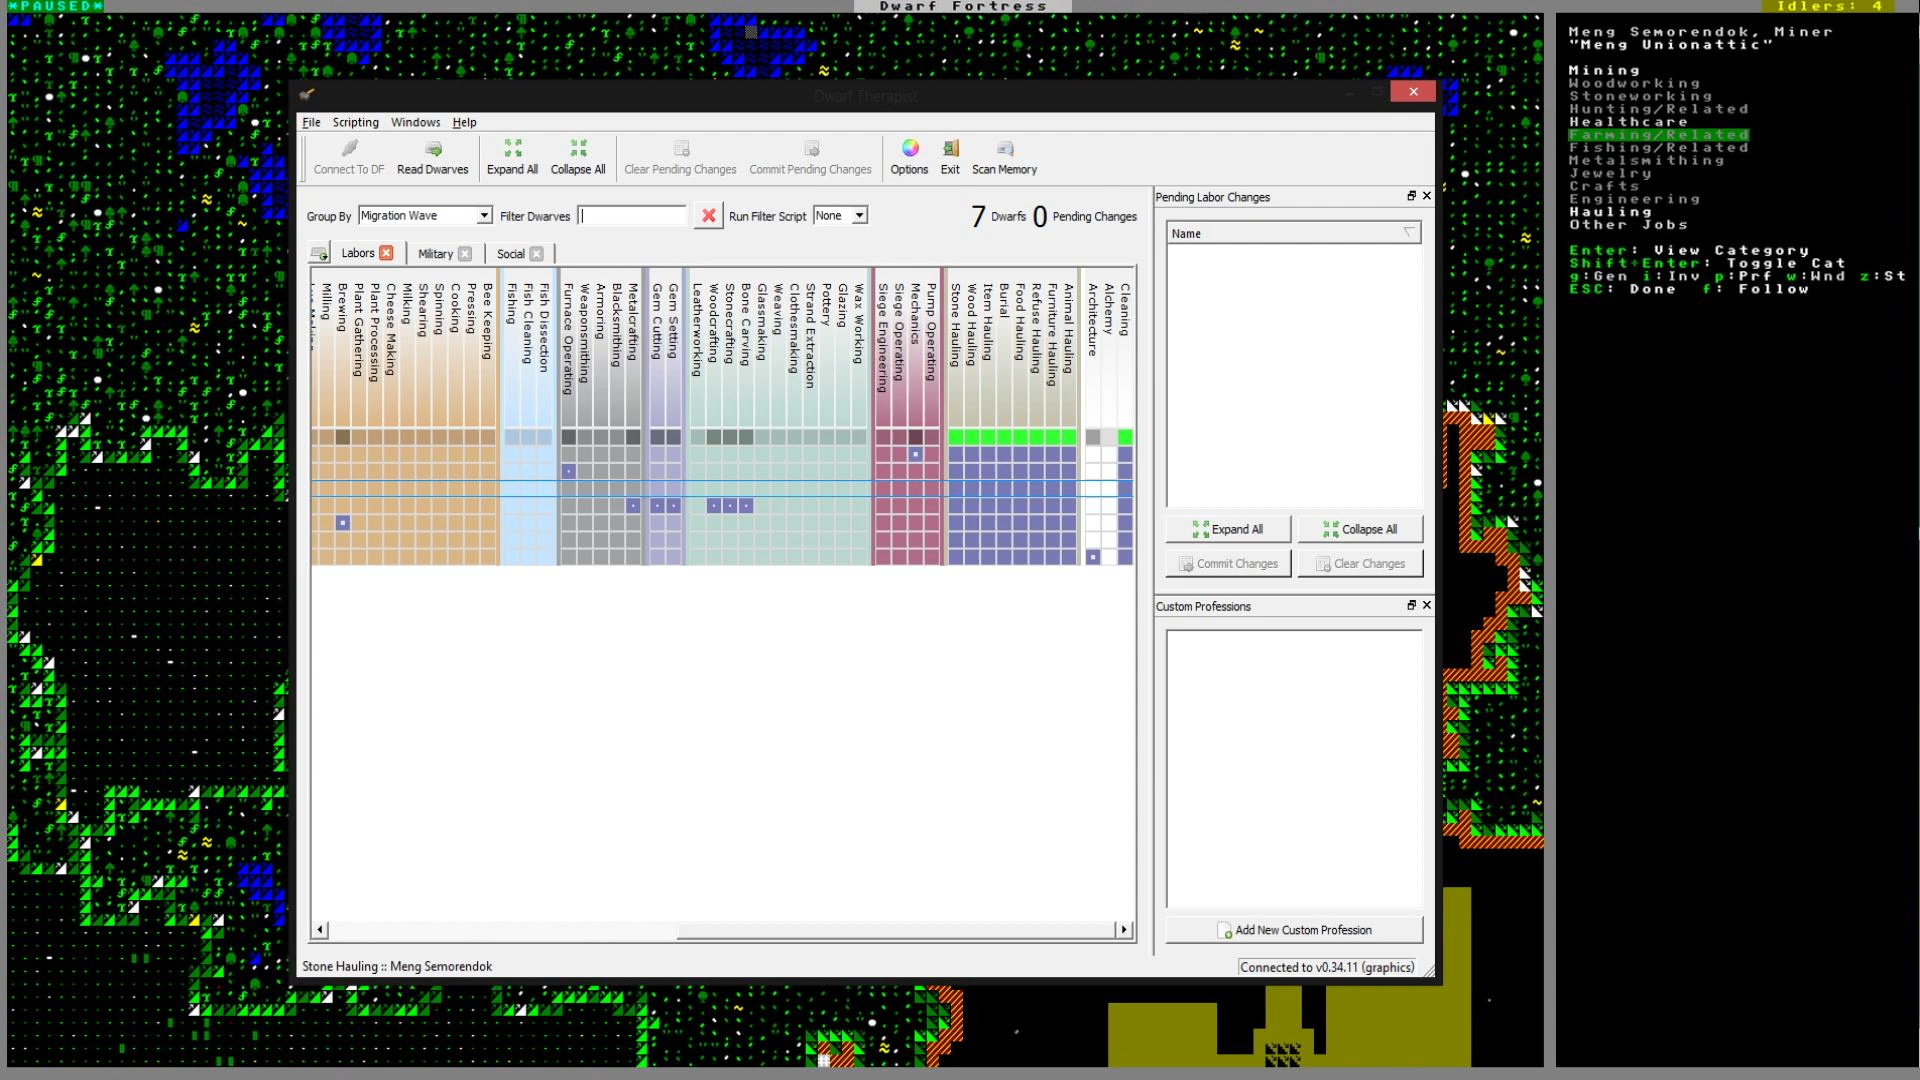 *PAUSED*
Dwarf Fortress
Idlers: 4
Meng Semorendok, Miner
"Meng Unionattic"
Mining
Woodworking
Stoneworking
Hunting/Related
Healthcare
Farming/Related
Fishing/Related
Metalsmithing
Jewelry
Crafts
Engineering
Hauling
Other Jobs
Enter: View Category
Shift+Enter: Toggle Cat
g:Gen i:Inv p:Prf w:Wnd z:St
ESC: Done f: Follow
Dwarf Therapist
File Scripting Windows Help
Connect To DF Read Dwarves Expand All Collapse All Clear Pending Changes Commit Pending Changes Options Exit Scan Memory
Group By Migration Wave Filter Dwarves Run Filter Script None 7 Dwarfs 0 Pending Changes
Labors Military Social
Milling
Brewing
Plant Gathering
Plant Processing
Cheese Making
Milking
Shearing
Spinning
Cooking
Pressing
Bee Keeping
Fishing
Fish Cleaning
Fish Dissection
Furnace Operating
Weaponsmithing
Armoring
Blacksmithing
Metalcrafting
Gem Cutting
Gem Setting
Leatherworking
Woodcrafting
Stonecrafting
Bone Carving
Glassmaking
Weaving
Clothesmaking
Strand Extraction
Pottery
Glazing
Wax Working
Siege Engineering
Siege Operating
Mechanics
Pump Operating
Stone Hauling
Wood Hauling
Item Hauling
Burial
Food Hauling
Refuse Hauling
Furniture Hauling
Animal Hauling
Architecture
Alchemy
Cleaning
Pending Labor Changes
Name
Expand All Collapse All
Commit Changes Clear Changes
Custom Professions
Add New Custom Profession
Stone Hauling :: Meng Semorendok
Connected to v0.34.11 (graphics)